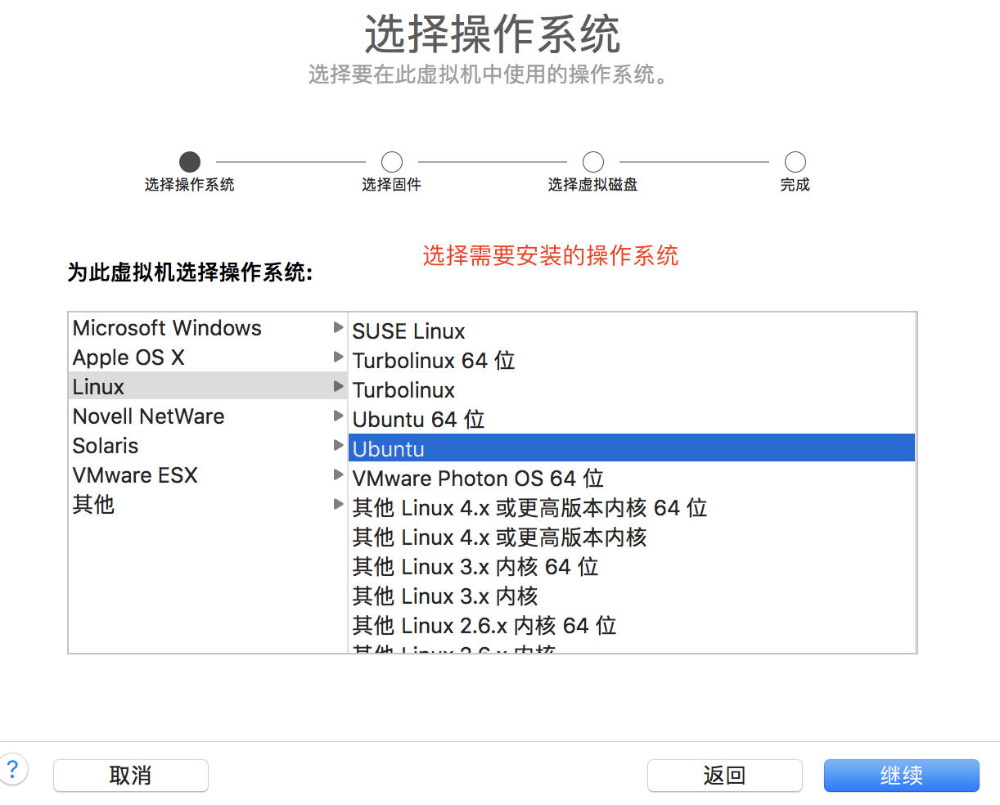 选择操作系统
选择要在此虚拟机中使用的操作系统。
选择操作系统
选择固件
选择虚拟磁盘
完成
选择需要安装的操作系统
为此虚拟机选择操作系统:
Microsoft Windows
Apple OS X
Linux
Novell NetWare
Solaris
VMware ESX
其他
SUSE Linux
Turbolinux 64 位
Turbolinux
Ubuntu 64 位
Ubuntu
VMware Photon OS 64 位
其他 Linux 4.x 或更高版本内核 64 位
其他 Linux 4.x 或更高版本内核
其他 Linux 3.x 内核 64 位
其他 Linux 3.x 内核
其他 Linux 2.6.x 内核 64 位
其他 Linux 2.6.x 内核
?
取消
返回
继续